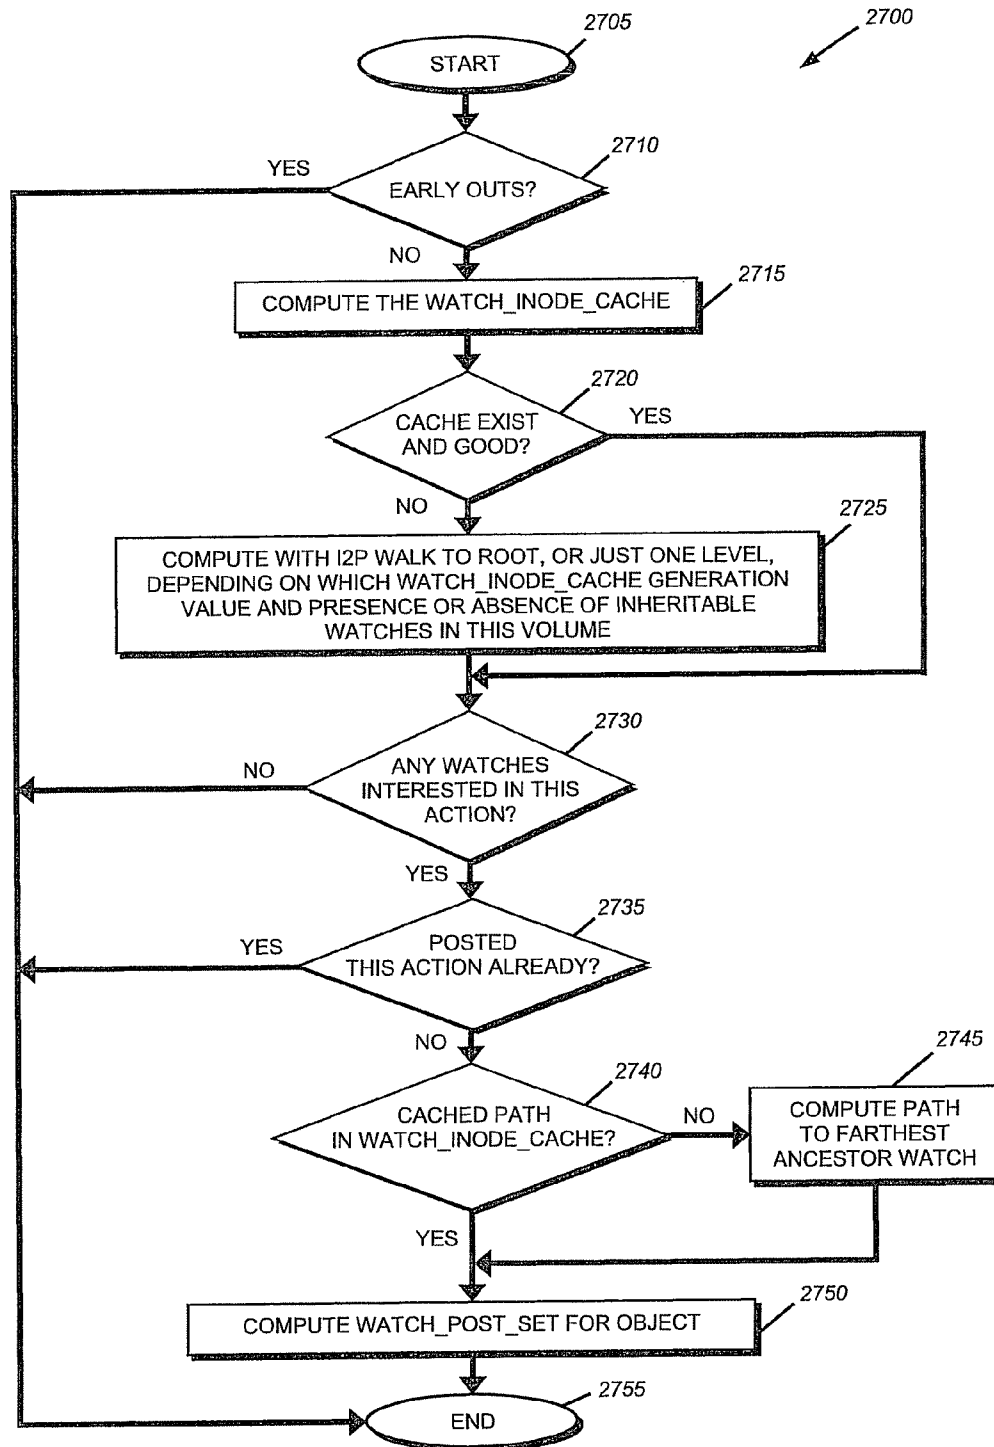 2700
2705
START
2710
YES
EARLY OUTS?
NO
2715
COMPUTE THE WATCH_INODE_CACHE
2720
CACHE EXIST
AND GOOD?
YES
NO
2725
COMPUTE WITH I2P WALK TO ROOT, OR JUST ONE LEVEL,
DEPENDING ON WHICH WATCH_INODE_CACHE GENERATION
VALUE AND PRESENCE OR ABSENCE OF INHERITABLE
WATCHES IN THIS VOLUME
2730
NO
ANY WATCHES
INTERESTED IN THIS
ACTION?
YES
2735
YES
POSTED
THIS ACTION ALREADY?
NO
2740
CACHED PATH
IN WATCH_INODE_CACHE?
NO
2745
COMPUTE PATH
TO FARTHEST
ANCESTOR WATCH
YES
2750
COMPUTE WATCH_POST_SET FOR OBJECT
2755
END